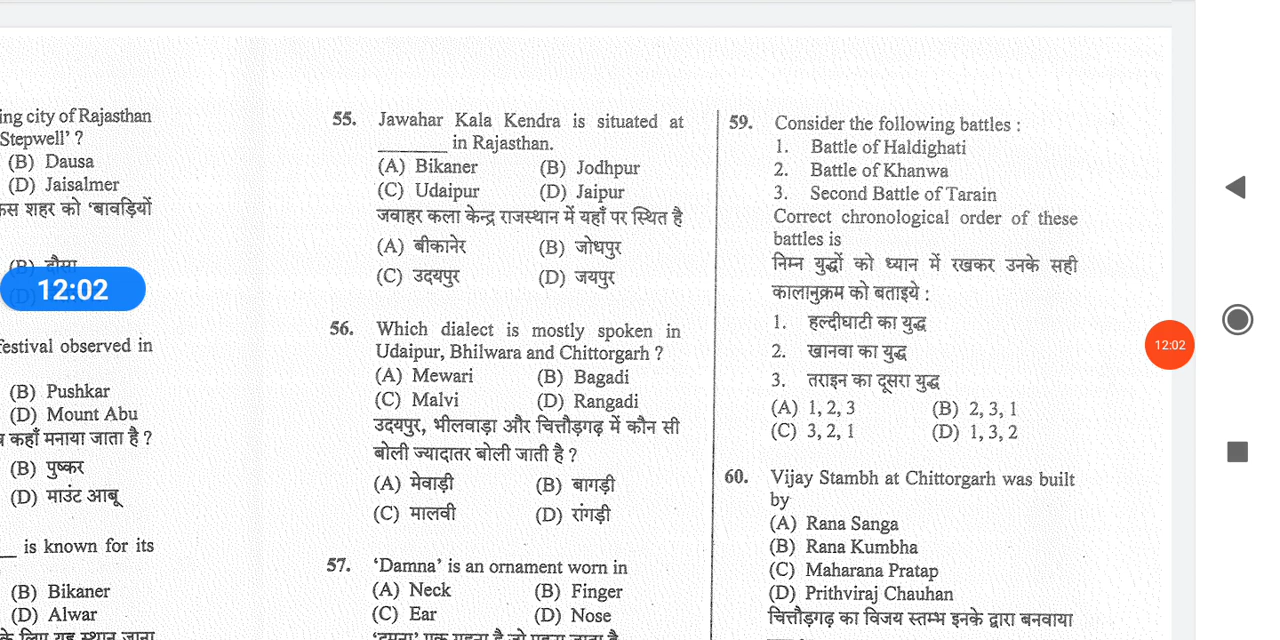 ing city of Rajasthan
Stepwell' ?
(B) Dausa
(D) Jaisalmer
शहर को 'बावड़ियों
(B) दौसा
12:02
festival observed in
(B) Pushkar
(D) Mount Abu
कहाँ मनाया जाता है ?
(B) पुष्कर
(D) माउंट आबू
__ is known for its
(B) Bikaner
(D) Alwar
के लिए यह स्थान जाना
55. Jawahar Kala Kendra is situated at
_______ in Rajasthan.
(A) Bikaner (B) Jodhpur
(C) Udaipur (D) Jaipur
जवाहर कला केन्द्र राजस्थान में यहाँ पर स्थित है
(A) बीकानेर (B) जोधपुर
(C) उदयपुर (D) जयपुर
56. Which dialect is mostly spoken in
Udaipur, Bhilwara and Chittorgarh ?
(A) Mewari (B) Bagadi
(C) Malvi (D) Rangadi
उदयपुर, भीलवाड़ा और चित्तौड़गढ़ में कौन सी
बोली ज्यादातर बोली जाती है ?
(A) मेवाड़ी (B) बागड़ी
(C) मालवी (D) रांगड़ी
57. 'Damna' is an ornament worn in
(A) Neck (B) Finger
(C) Ear (D) Nose
'दमना' एक गहना है जो पहना जाता है
59. Consider the following battles :
1. Battle of Haldighati
2. Battle of Khanwa
3. Second Battle of Tarain
Correct chronological order of these
battles is
निम्न युद्धों को ध्यान में रखकर उनके सही
कालानुक्रम को बताइये :
1. हल्दीघाटी का युद्ध
2. खानवा का युद्ध
3. तराइन का दूसरा युद्ध
(A) 1, 2, 3 (B) 2, 3, 1
(C) 3, 2, 1 (D) 1, 3, 2
60. Vijay Stambh at Chittorgarh was built
by
(A) Rana Sanga
(B) Rana Kumbha
(C) Maharana Pratap
(D) Prithviraj Chauhan
चित्तौड़गढ़ का विजय स्तम्भ इनके द्वारा बनवाया
12:02